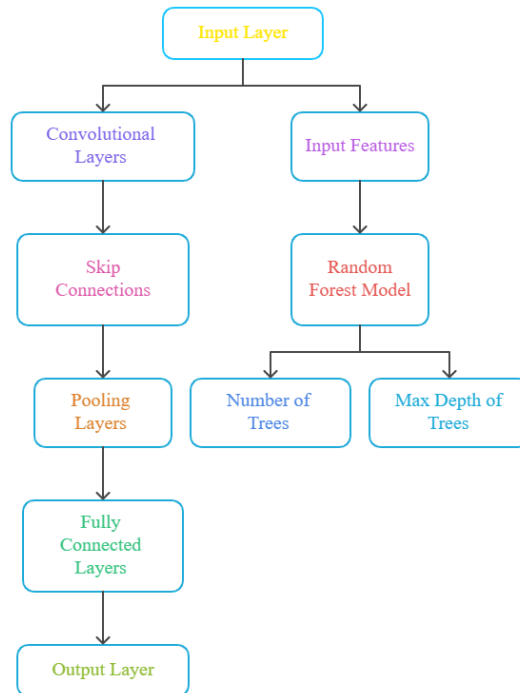 Input Layer
Convolutional
Layers
Input Features
Skip
Connections
Random
Forest Model
Pooling
Layers
Number of
Trees
Max Depth of
Trees
Fully
Connected
Layers
Output Layer